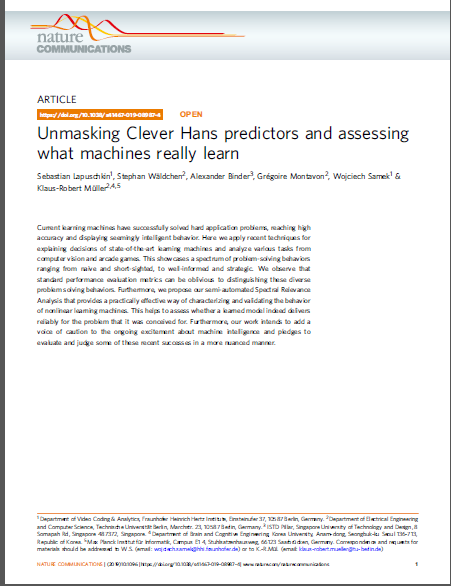 nature
COMMUNICATIONS
ARTICLE
https://doi.org/10.1038/s41467-019-08987-4
OPEN
Unmasking Clever Hans predictors and assessing
what machines really learn
Sebastian Lapuschkin1, Stephan Wäldchen2, Alexander Binder3, Grégoire Montavon2, Wojciech Samek1 &
Klaus-Robert Müller2,4,5
Current learning machines have successfully solved hard application problems, reaching high
accuracy and displaying seemingly intelligent behavior. Here we apply recent techniques for
explaining decisions of state-of-the-art learning machines and analyze various tasks from
computer vision and arcade games. This showcases a spectrum of problem-solving behaviors
ranging from naive and short-sighted, to well-informed and strategic. We observe that
standard performance evaluation metrics can be oblivious to distinguishing these diverse
problem solving behaviors. Furthermore, we propose our semi-automated Spectral Relevance
Analysis that provides a practically effective way of characterizing and validating the behavior
of nonlinear learning machines. This helps to assess whether a learned model indeed delivers
reliably for the problem that it was conceived for. Furthermore, our work intends to add a
voice of caution to the ongoing excitement about machine intelligence and pledges to
evaluate and judge some of these recent successes in a more nuanced manner.
1 Department of Video Coding & Analytics, Fraunhofer Heinrich Hertz Institute, Einsteinufer 37, 10587 Berlin, Germany. 2 Department of Electrical Engineering
and Computer Science, Technische Universität Berlin, Marchstr. 23, 10587 Berlin, Germany. 3 ISTD Pillar, Singapore University of Technology and Design, 8
Somapah Rd, Singapore 487372, Singapore. 4 Department of Brain and Cognitive Engineering, Korea University, Anam-dong, Seongbuk-ku, Seoul 136-713,
Republic of Korea. 5 Max Planck Institut für Informatik, Campus E1 4, Stuhlsatzenhausweg, 66123 Saarbrücken, Germany. Correspondence and requests for
materials should be addressed to W.S. (email: wojciech.samek@hhi.fraunhofer.de) or to K.-R.M. (email: klaus-robert.mueller@tu-berlin.de)
NATURE COMMUNICATIONS | (2019)10:1096 | https://doi.org/10.1038/s41467-019-08987-4 | www.nature.com/naturecommunications
1